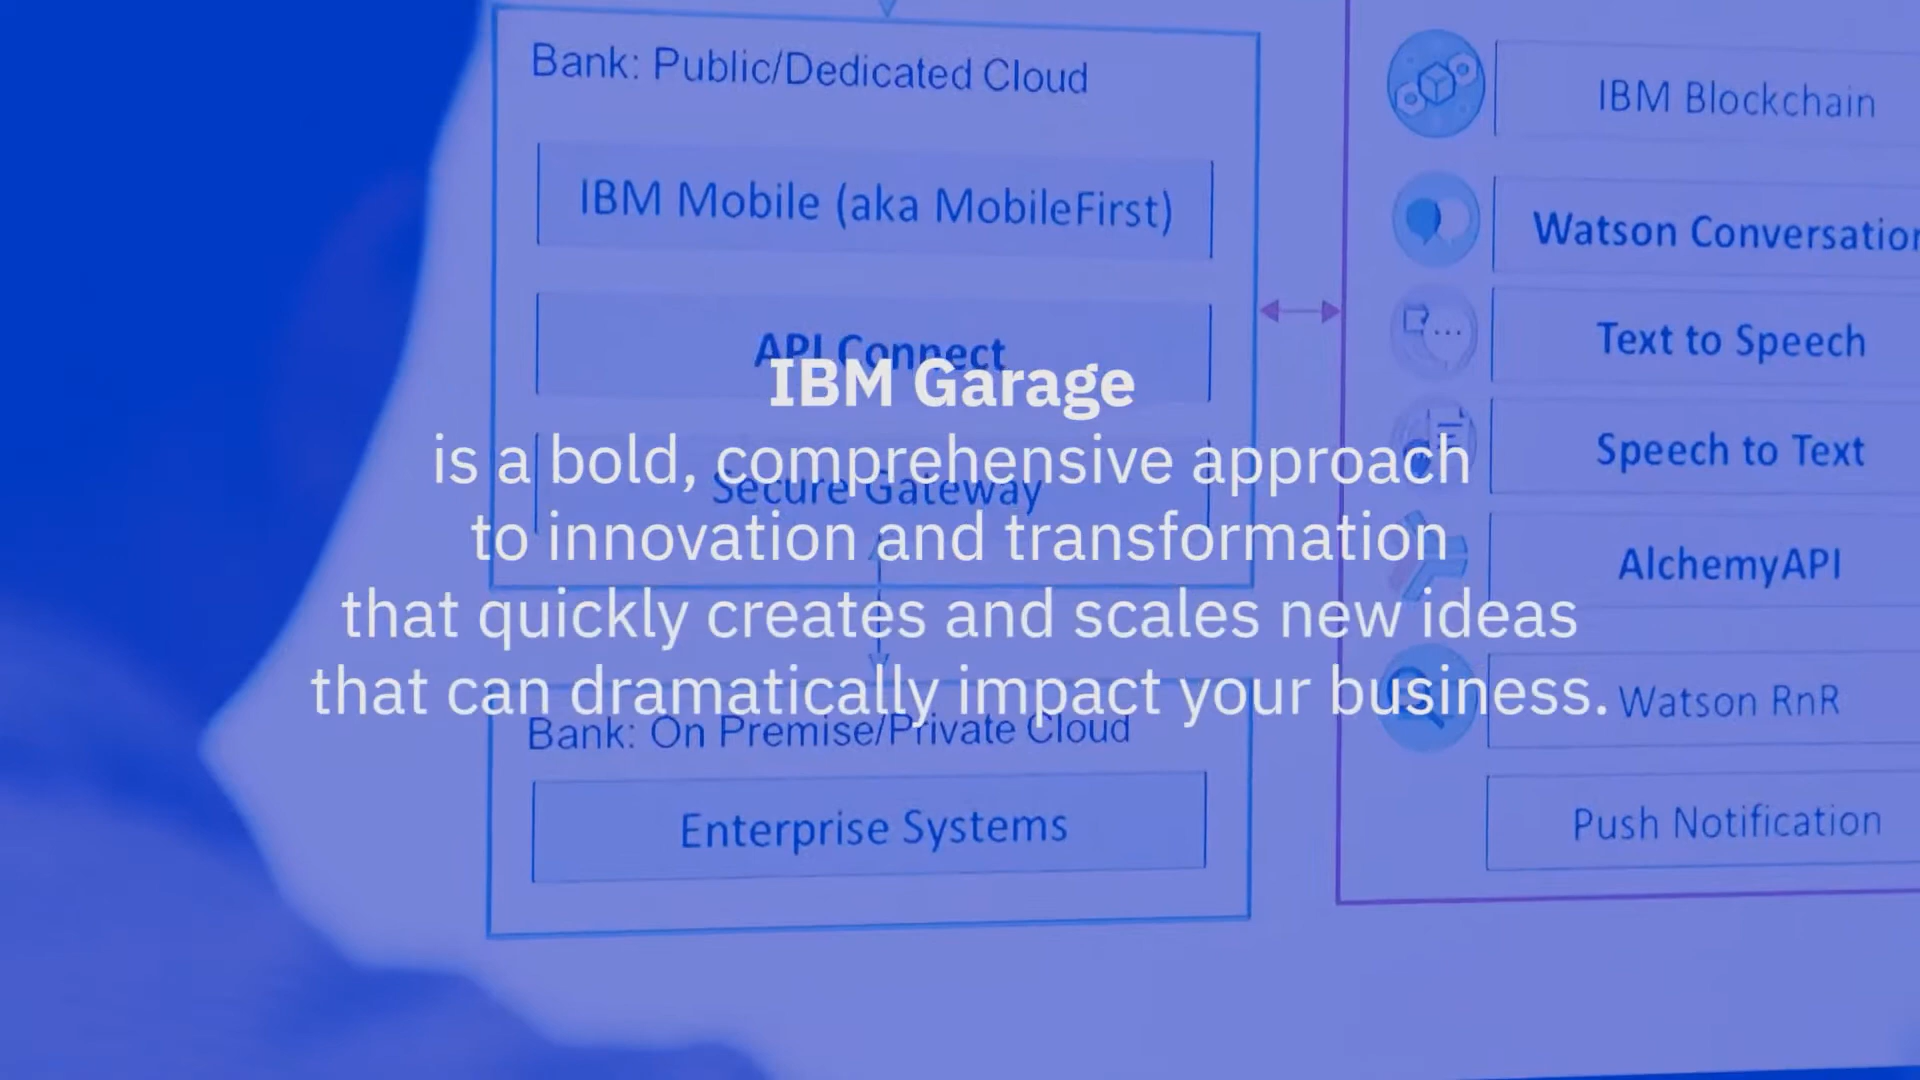 Bank: Public/Dedicated Cloud
IBM Mobile (aka MobileFirst)
API Connect
Secure Gateway
Bank: On Premise/Private Cloud
Enterprise Systems
IBM Blockchain
Watson Conversation
Text to Speech
Speech to Text
AlchemyAPI
Watson RnR
Push Notification
IBM Garage
is a bold, comprehensive approach
to innovation and transformation
that quickly creates and scales new ideas
that can dramatically impact your business.